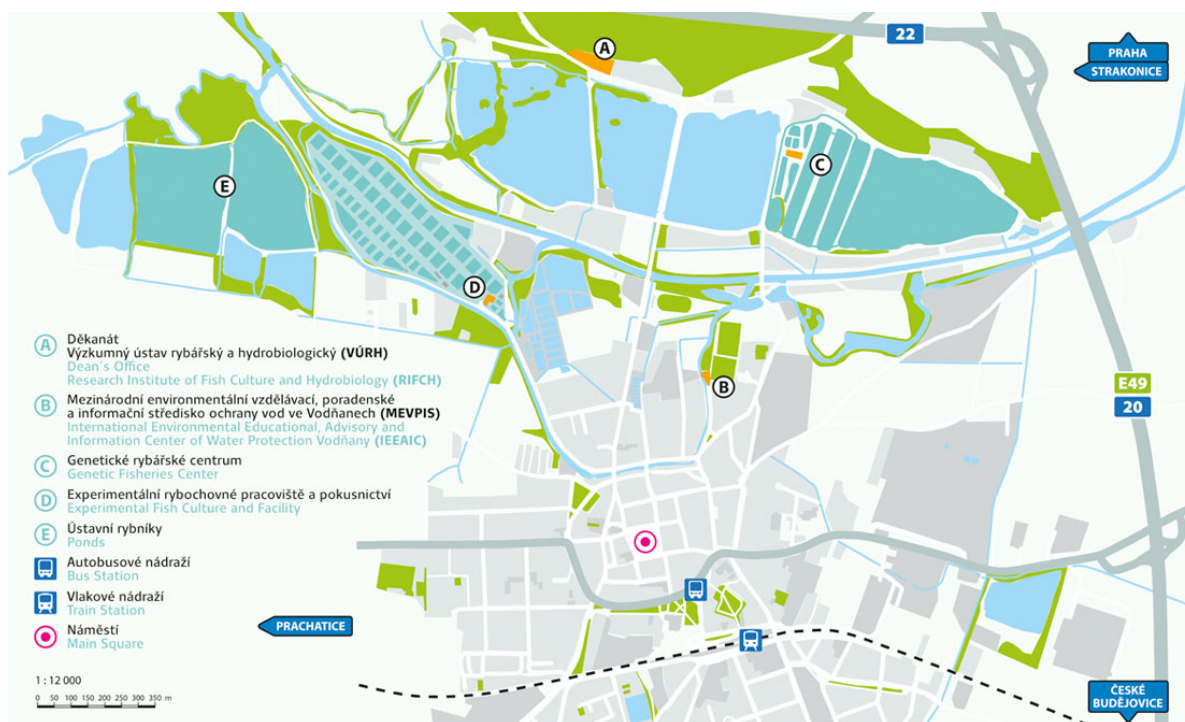 22
PRAHA
STRAKONICE
A
C
E
D
B
E49
20
A
Děkanát
Výzkumný ústav rybářský a hydrobiologický (VÚRH)
Dean's Office
Research Institute of Fish Culture and Hydrobiology (RIFCH)
B
Mezinárodní environmentální vzdělávací, poradenské
a informační středisko ochrany vod ve Vodňanech (MEVPIS)
International Environmental Educational, Advisory and
Information Center of Water Protection Vodňany (IEEAIC)
C
Genetické rybářské centrum
Genetic Fisheries Center
D
Experimentální rybochovné pracoviště a pokusnictví
Experimental Fish Culture and Facility
E
Ústavní rybníky
Ponds
Autobusové nádraží
Bus Station
Vlakové nádraží
Train Station
Náměstí
Main Square
PRACHATICE
1 : 12 000
0 50 100 150 200 250 300 350 m
ČESKÉ
BUDĚJOVICE